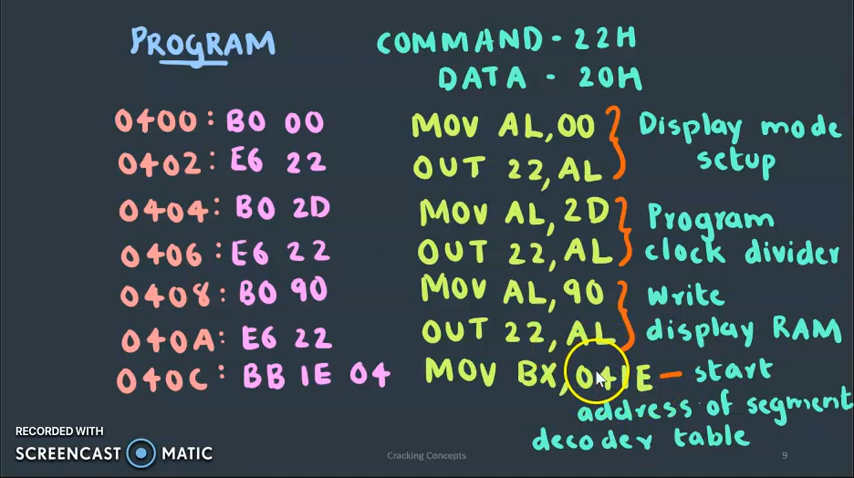 PROGRAM
COMMAND - 22H
DATA - 20H
0400: B0 00 MOV AL,00 Display mode
setup
0402: E6 22 OUT 22,AL
0404: B0 2D MOV AL,2D Program
0406: E6 22 OUT 22,AL clock divider
0408: B0 90 MOV AL,90 Write
040A: E6 22 OUT 22,AL display RAM
040C: BB 1E 04 MOV BX,041E - start
address of segment
decoder table
RECORDED WITH
SCREENCAST MATIC
Cracking Concepts
9